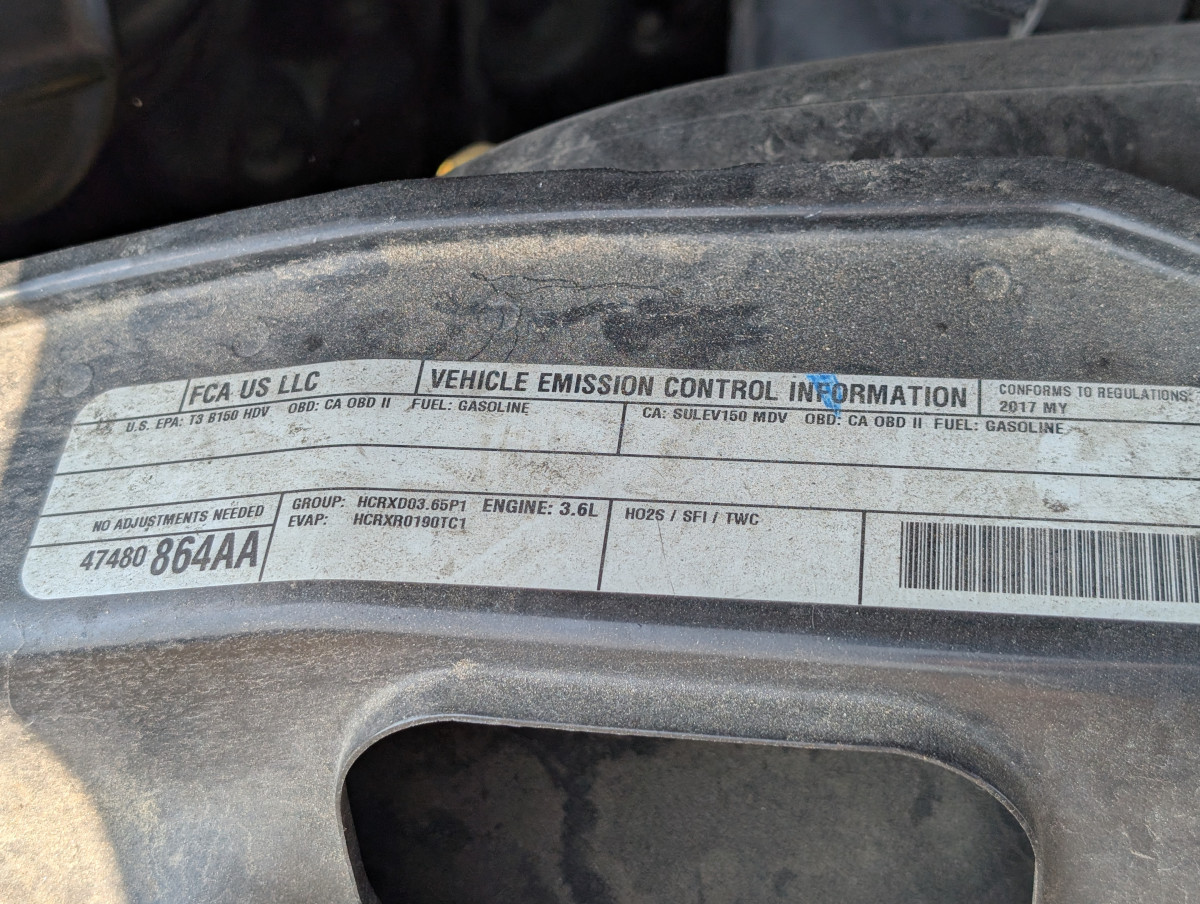 FCA US LLC
VEHICLE EMISSION CONTROL INFORMATION
CONFORMS TO REGULATIONS:
2017 MY
U.S. EPA: T3 B150 HDV OBD: CA OBD II FUEL: GASOLINE
CA: SULEV150 MDV OBD: CA OBD II FUEL: GASOLINE
NO ADJUSTMENTS NEEDED
47480 864AA
GROUP: HCRXD03.65P1 ENGINE: 3.6L
EVAP: HCRXR0190TC1
HO2S / SFI / TWC